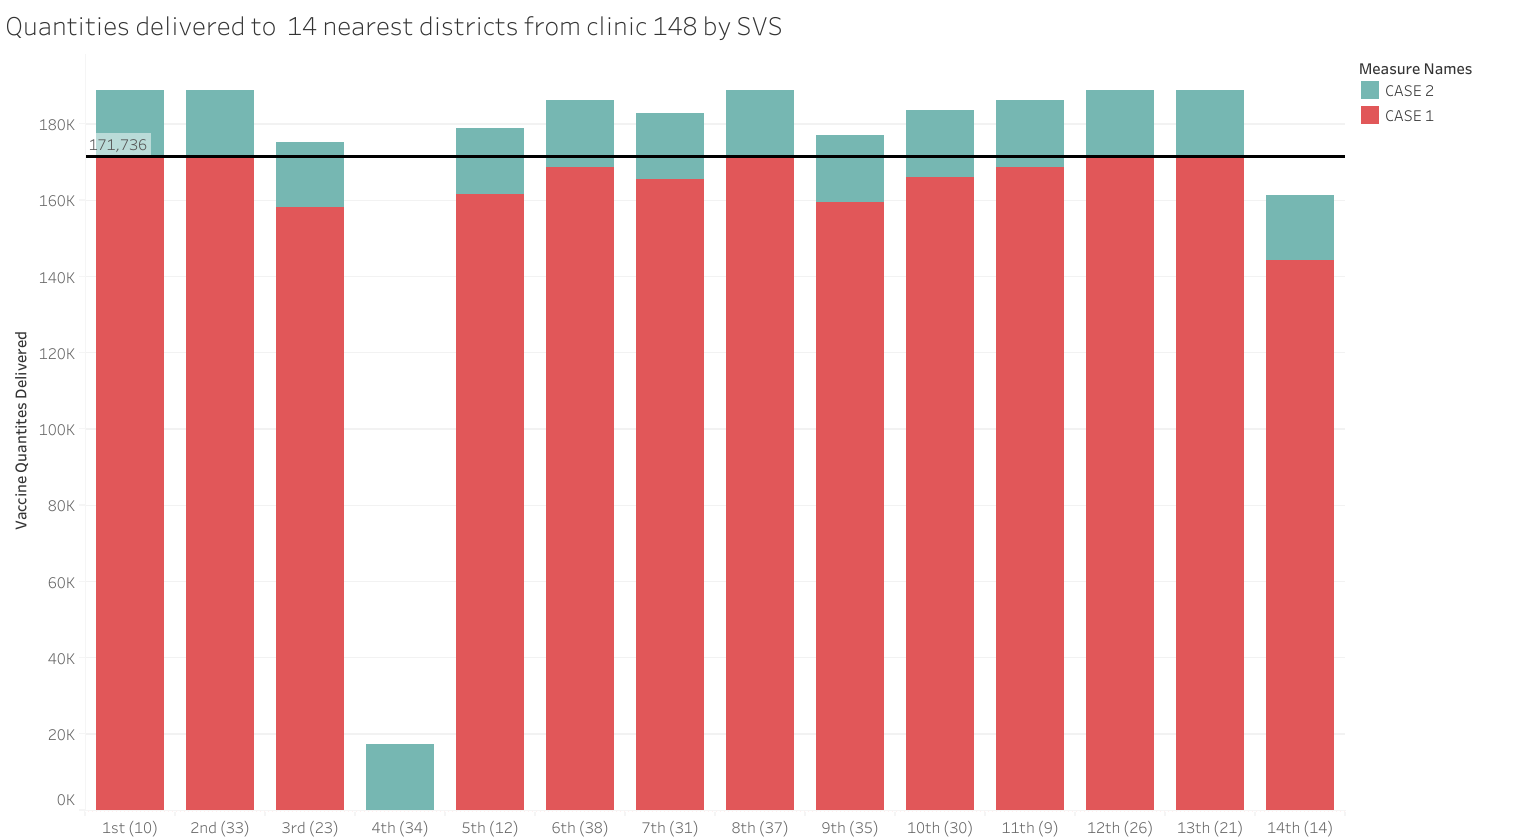 Quantities delivered to  14 nearest districts from clinic 148 by SVS
Measure Names
CASE 2
CASE 1
Vaccine Quantites Delivered
180K
171,736
160K
140K
120K
100K
80K
60K
40K
20K
0K
1st (10) 2nd (33) 3rd (23) 4th (34) 5th (12) 6th (38) 7th (31) 8th (37) 9th (35) 10th (30) 11th (9) 12th (26) 13th (21) 14th (14)